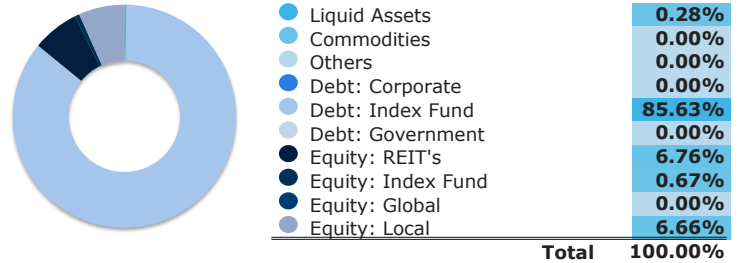 Liquid Assets 0.28%
Commodities 0.00%
Others 0.00%
Debt: Corporate 0.00%
Debt: Index Fund 85.63%
Debt: Government 0.00%
Equity: REIT's 6.76%
Equity: Index Fund 0.67%
Equity: Global 0.00%
Equity: Local 6.66%
Total 100.00%